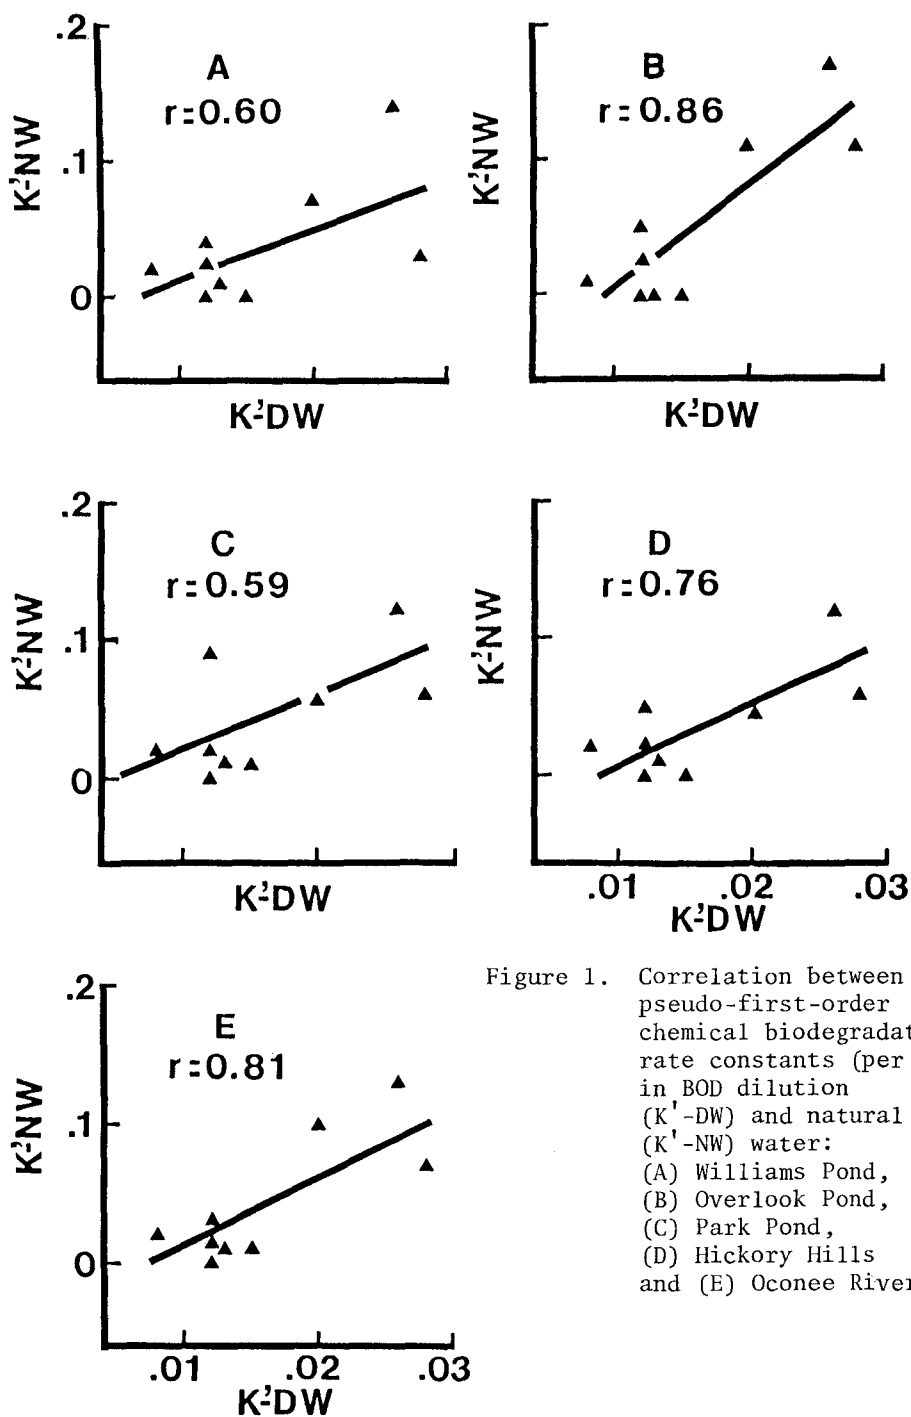 .2
A
r=0.60
.1
0
K'-NW
K'-DW
B
r=0.86
K'-NW
K'-DW
.2
C
r=0.59
.1
0
K'-NW
K'-DW
D
r=0.76
K'-NW
.01 .02 .03
K'-DW
.2
E
r=0.81
.1
0
K'-NW
.01 .02 .03
K'-DW
Figure 1. Correlation between
pseudo-first-order
chemical biodegradat
rate constants (per
in BOD dilution
(K'-DW) and natural
(K'-NW) water:
(A) Williams Pond,
(B) Overlook Pond,
(C) Park Pond,
(D) Hickory Hills
and (E) Oconee River